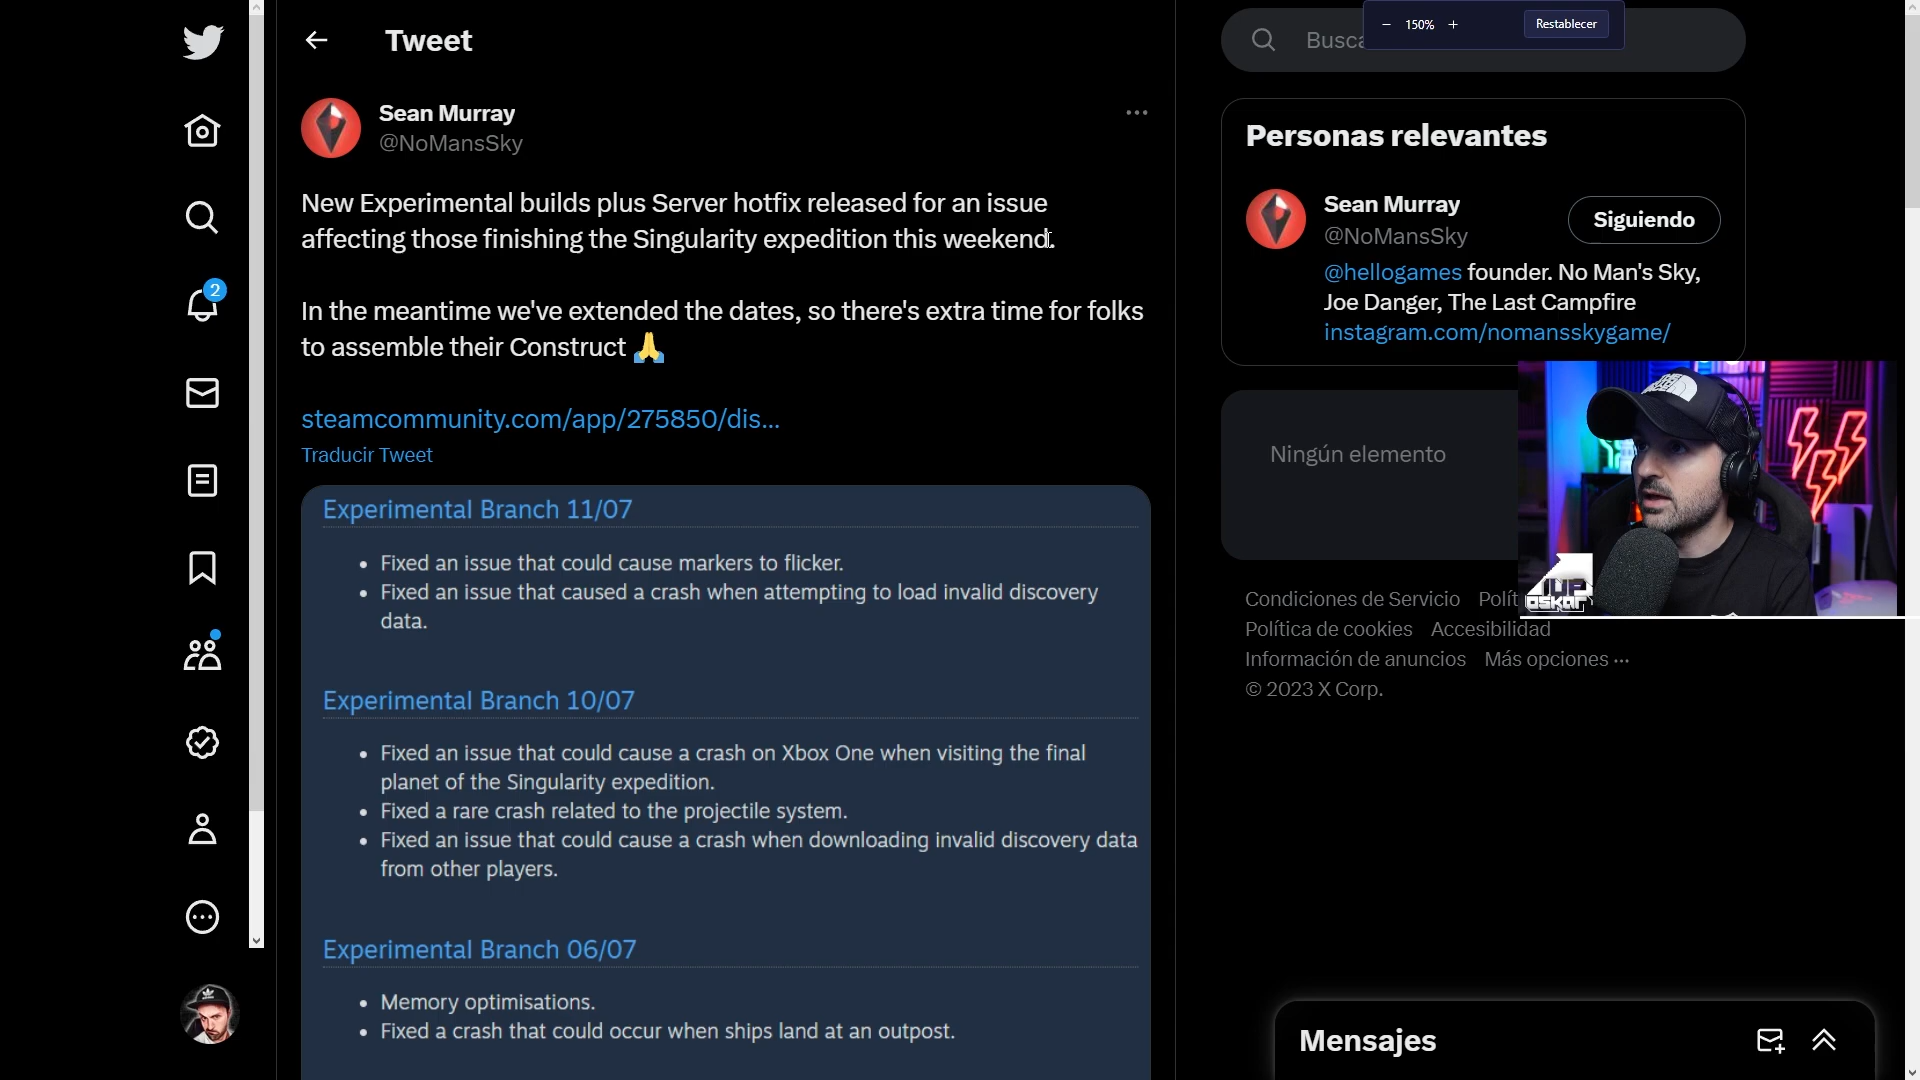 Tweet
Sean Murray
@NoMansSky
New Experimental builds plus Server hotfix released for an issue
affecting those finishing the Singularity expedition this weekend.
In the meantime we've extended the dates, so there's extra time for folks
to assemble their Construct 🙏
steamcommunity.com/app/275850/dis...
Traducir Tweet
Experimental Branch 11/07
• Fixed an issue that could cause markers to flicker.
• Fixed an issue that caused a crash when attempting to load invalid discovery
data.
Experimental Branch 10/07
• Fixed an issue that could cause a crash on Xbox One when visiting the final
planet of the Singularity expedition.
• Fixed a rare crash related to the projectile system.
• Fixed an issue that could cause a crash when downloading invalid discovery data
from other players.
Experimental Branch 06/07
• Memory optimisations.
• Fixed a crash that could occur when ships land at an outpost.
2
Busca
150%
Restablecer
Personas relevantes
Sean Murray
@NoMansSky
Siguiendo
@hellogames founder. No Man's Sky,
Joe Danger, The Last Campfire
instagram.com/nomansskygame/
Ningún elemento
1UP
oskar
Condiciones de Servicio Polít
Política de cookies Accesibilidad
Información de anuncios Más opciones ...
© 2023 X Corp.
Mensajes